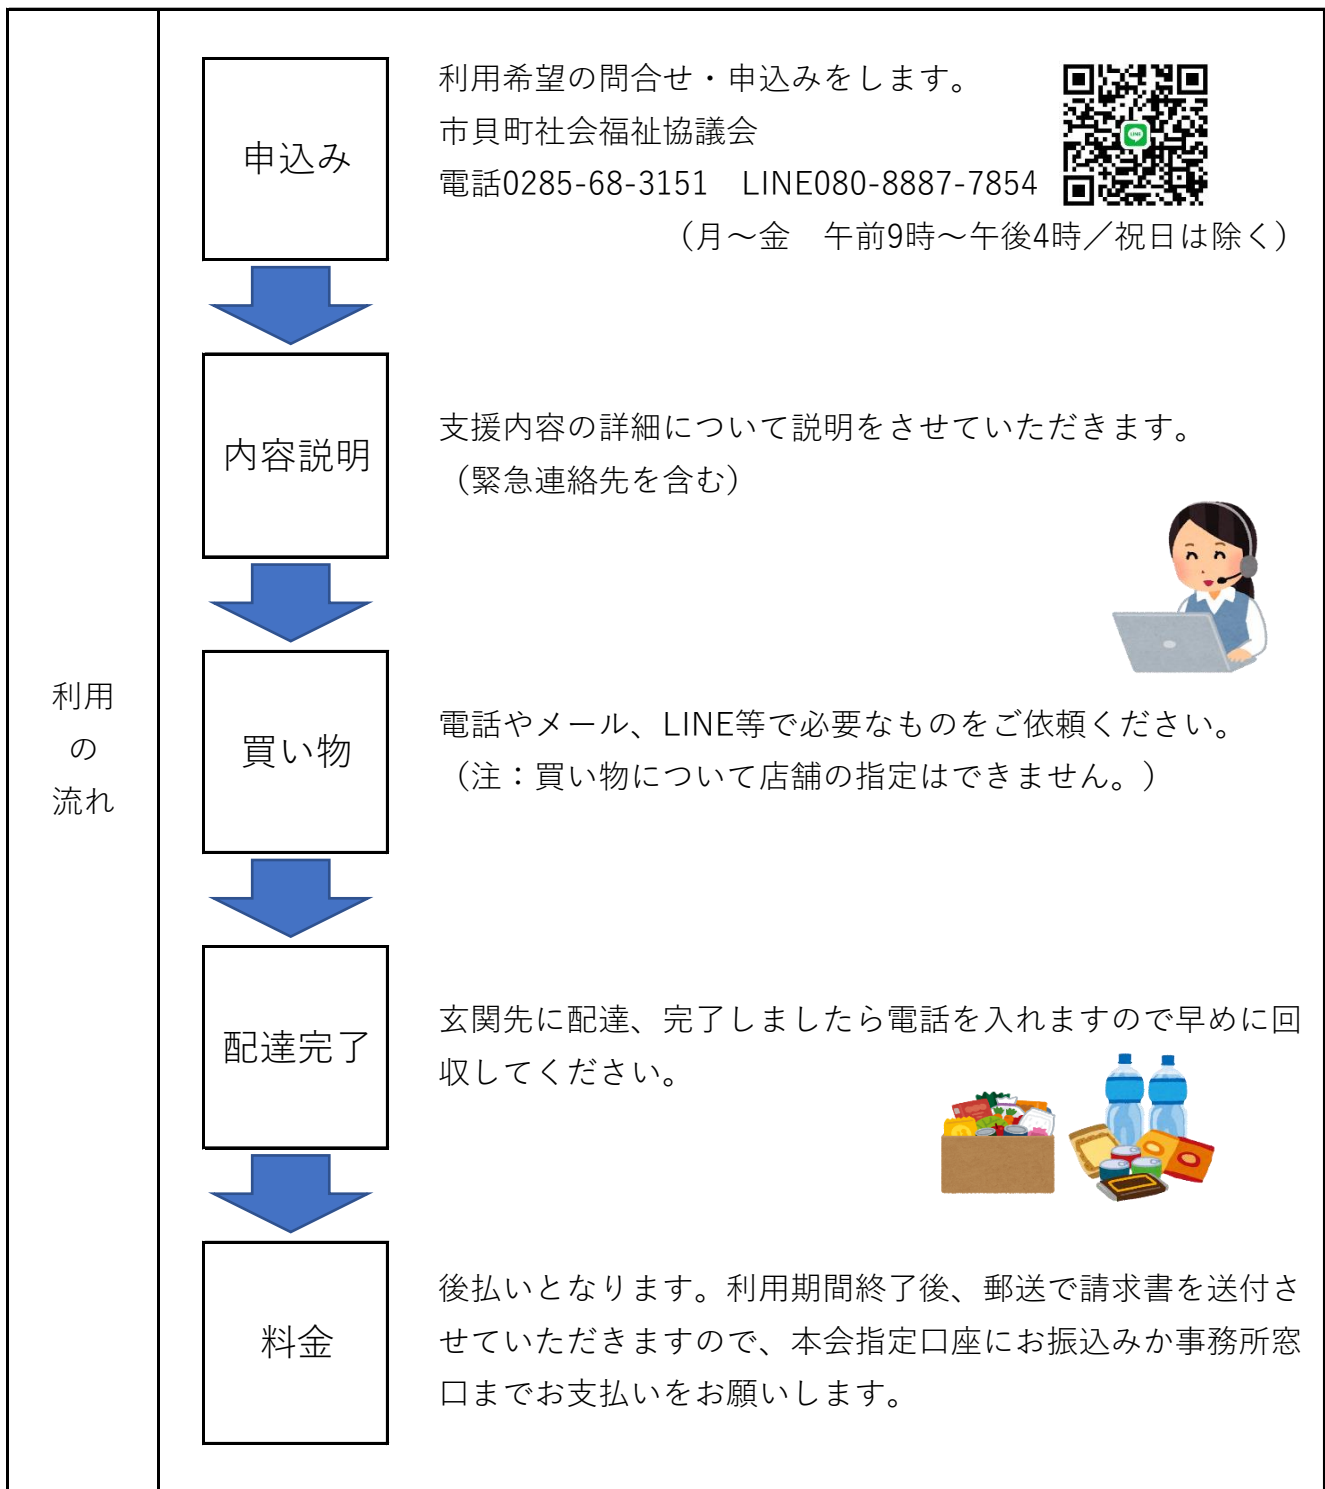 利用
の
流れ
申込み
利用希望の問合せ・申込みをします。
市貝町社会福祉協議会
電話0285-68-3151　LINE080-8887-7854
（月～金　午前9時～午後4時／祝日は除く）
内容説明
支援内容の詳細について説明をさせていただきます。
（緊急連絡先を含む）
買い物
電話やメール、LINE等で必要なものをご依頼ください。
（注：買い物について店舗の指定はできません。）
配達完了
玄関先に配達、完了しましたら電話を入れますので早めに回
収してください。
料金
後払いとなります。利用期間終了後、郵送で請求書を送付さ
せていただきますので、本会指定口座にお振込みか事務所窓
口までお支払いをお願いします。